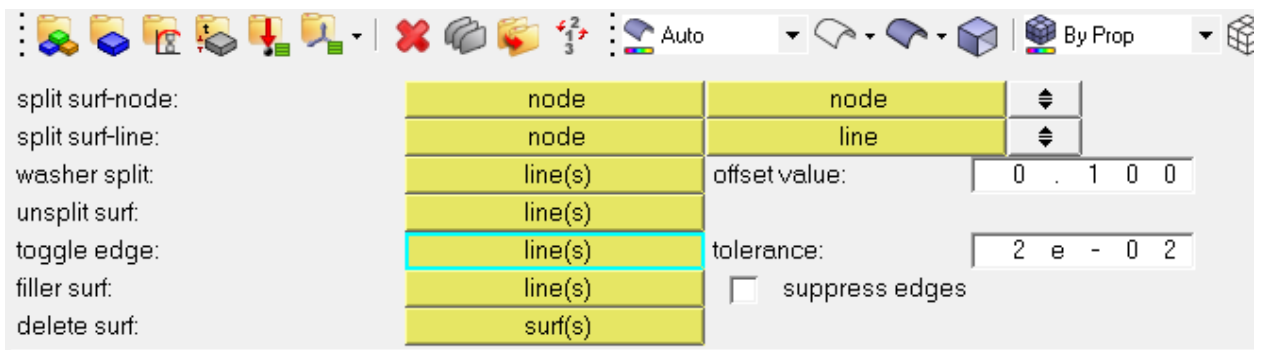 Auto By Prop
split surf-node: node node
split surf-line: node line
washer split: line(s) offset value: 0.100
unsplit surf: line(s)
toggle edge: line(s) tolerance: 2e-02
filler surf: line(s) suppress edges
delete surf: surf(s)